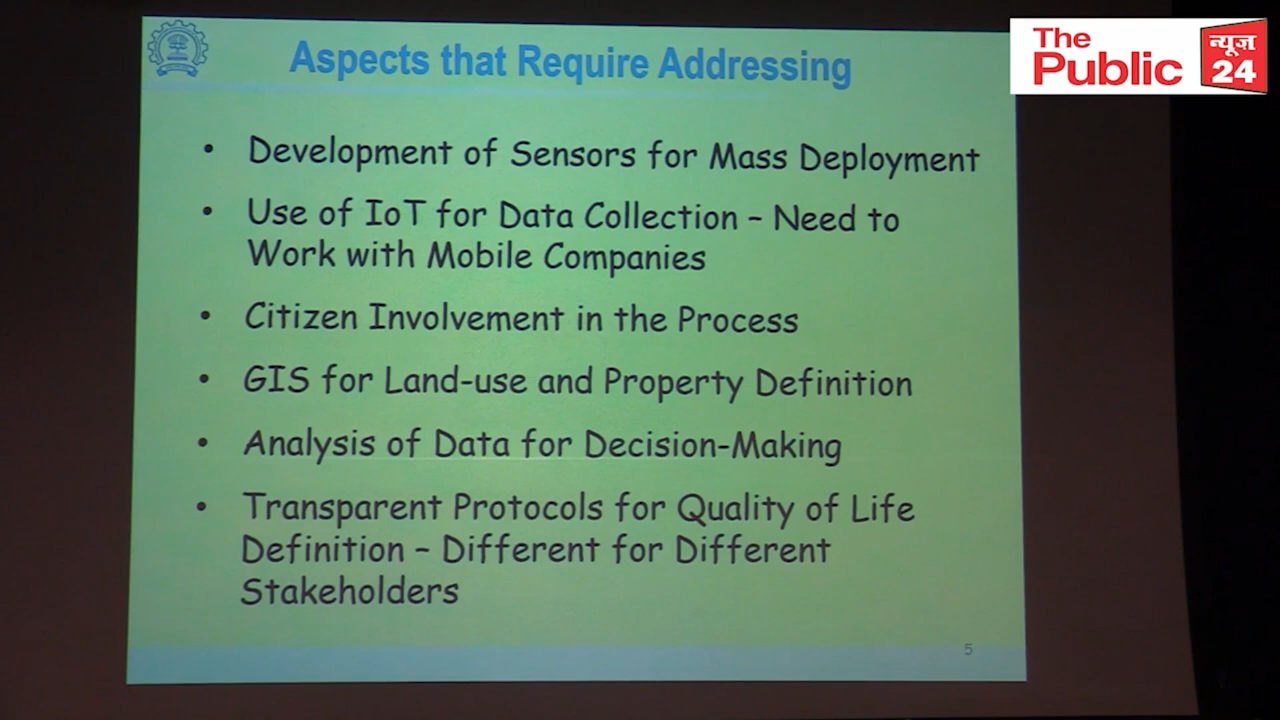 Aspects that Require Addressing
The
Public
न्यूज़
24
• Development of Sensors for Mass Deployment
• Use of IoT for Data Collection – Need to
Work with Mobile Companies
• Citizen Involvement in the Process
• GIS for Land-use and Property Definition
• Analysis of Data for Decision-Making
• Transparent Protocols for Quality of Life
Definition – Different for Different
Stakeholders
5